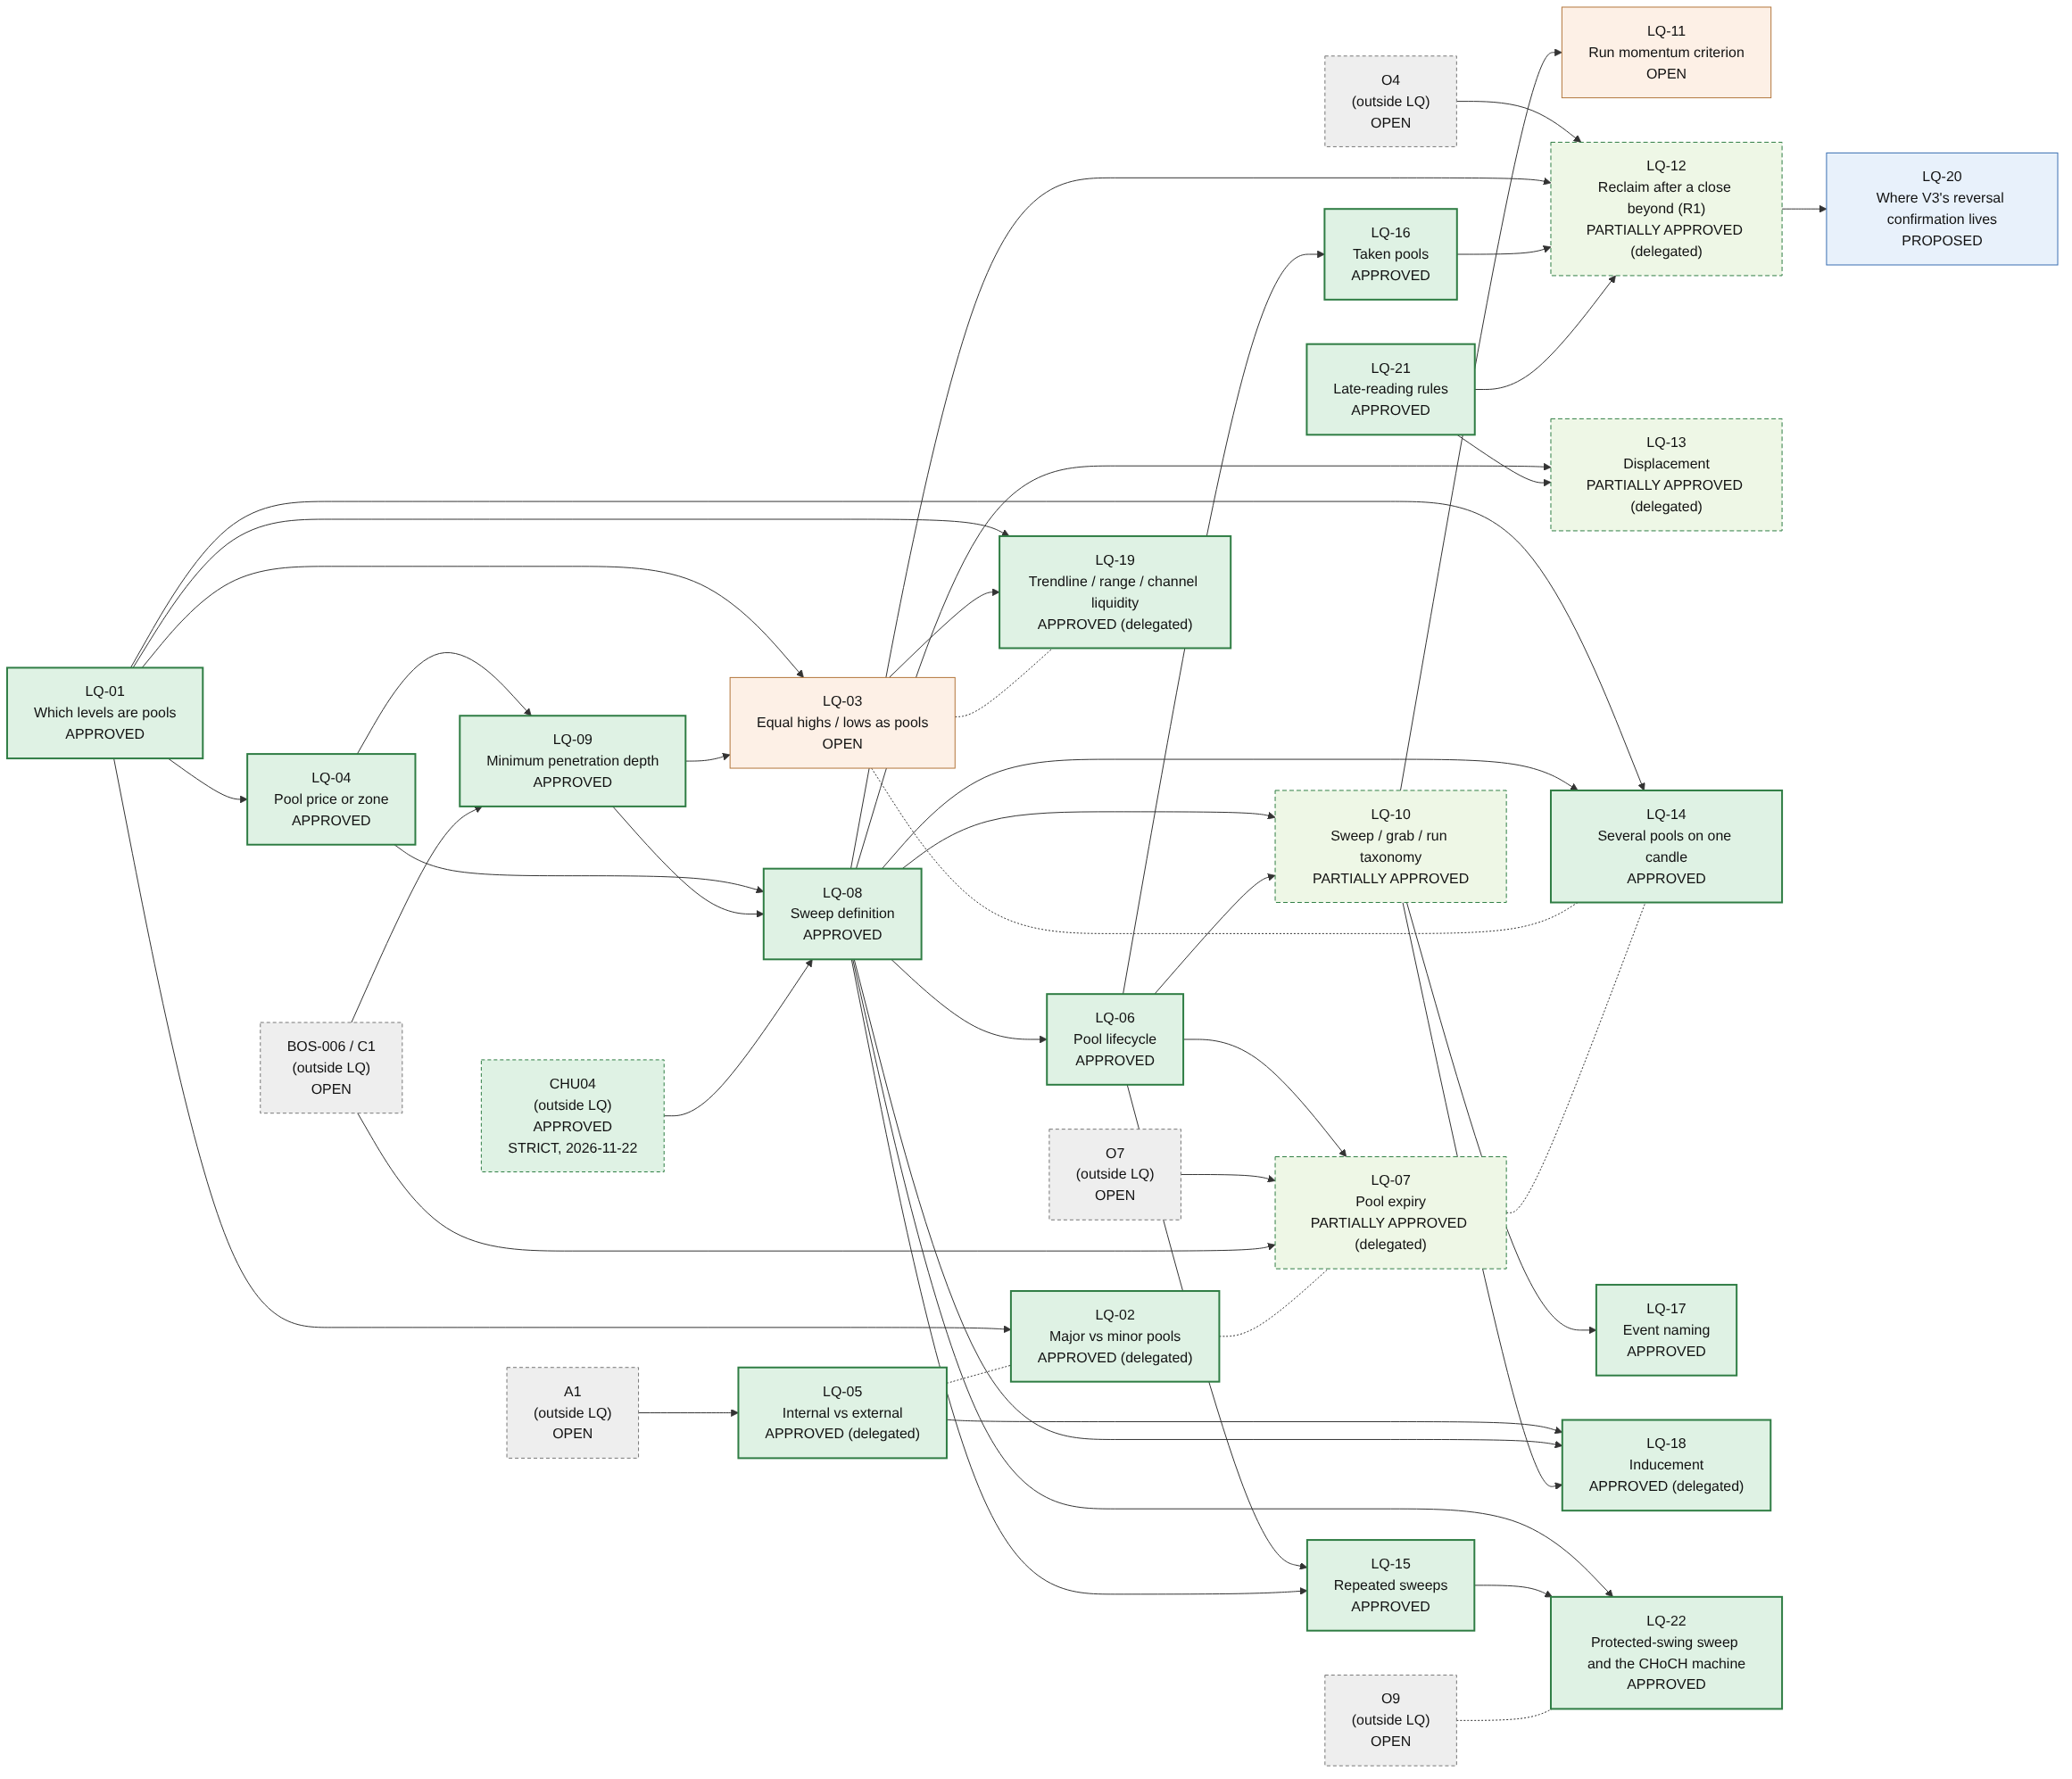 LQ-11
Run momentum criterion
OPEN
O4
(outside LQ)
OPEN
LQ-12
Reclaim after a close
beyond (R1)
PARTIALLY APPROVED
(delegated)
LQ-20
Where V3's reversal
confirmation lives
PROPOSED
LQ-16
Taken pools
APPROVED
LQ-21
Late-reading rules
APPROVED
LQ-13
Displacement
PARTIALLY APPROVED
(delegated)
LQ-19
Trendline / range / channel
liquidity
APPROVED (delegated)
LQ-01
Which levels are pools
APPROVED
LQ-03
Equal highs / lows as pools
OPEN
LQ-09
Minimum penetration depth
APPROVED
LQ-04
Pool price or zone
APPROVED
LQ-10
Sweep / grab / run
taxonomy
PARTIALLY APPROVED
LQ-14
Several pools on one
candle
APPROVED
LQ-08
Sweep definition
APPROVED
LQ-06
Pool lifecycle
APPROVED
BOS-006 / C1
(outside LQ)
OPEN
CHU04
(outside LQ)
APPROVED
STRICT, 2026-11-22
O7
(outside LQ)
OPEN
LQ-07
Pool expiry
PARTIALLY APPROVED
(delegated)
LQ-02
Major vs minor pools
APPROVED (delegated)
LQ-17
Event naming
APPROVED
A1
(outside LQ)
OPEN
LQ-05
Internal vs external
APPROVED (delegated)
LQ-18
Inducement
APPROVED (delegated)
LQ-15
Repeated sweeps
APPROVED
LQ-22
Protected-swing sweep
and the CHoCH machine
APPROVED
O9
(outside LQ)
OPEN